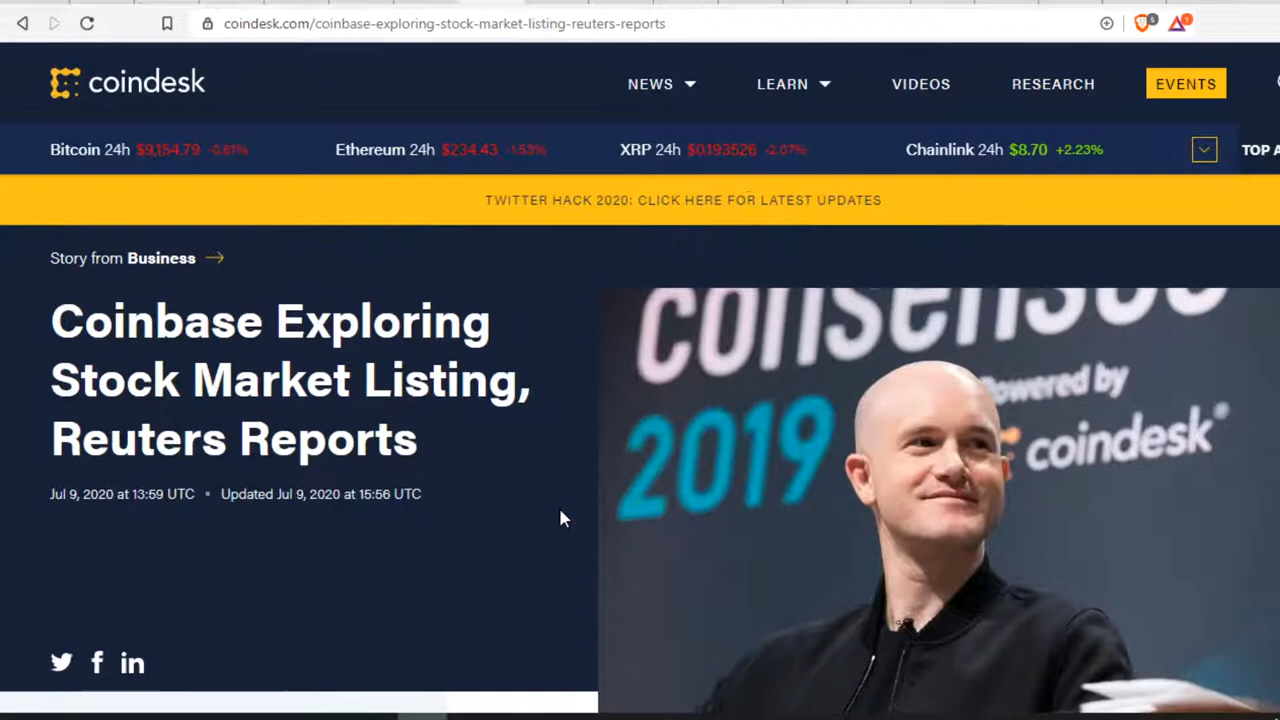 coindesk.com/coinbase-exploring-stock-market-listing-reuters-reports
5
1
coindesk
NEWS
LEARN
VIDEOS
RESEARCH
EVENTS
Bitcoin 24h $9,154.79 -0.81%
Ethereum 24h $234.43 -1.53%
XRP 24h $0.193526 -2.07%
Chainlink 24h $8.70 +2.23%
TOP A
TWITTER HACK 2020: CLICK HERE FOR LATEST UPDATES
Story from Business →
Coinbase Exploring
Stock Market Listing,
Reuters Reports
Jul 9, 2020 at 13:59 UTC ▪ Updated Jul 9, 2020 at 15:56 UTC
consensus
Powered by
2019
coindesk®